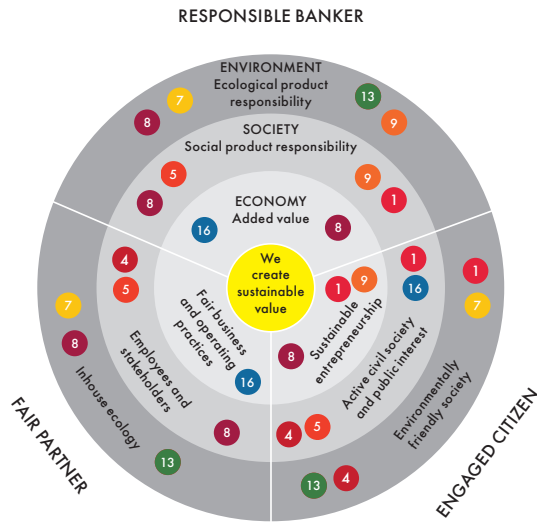 RESPONSIBLE BANKER
ENVIRONMENT
Ecological product
responsibility
7
8
13
9
SOCIETY
Social product responsibility
5
8
9
1
ECONOMY
Added value
16
8
We
create
sustainable
value
4
5
7
8
Fair business
and operating
practices
16
Employees and
stakeholders
8
Inhouse ecology
13
FAIR PARTNER
1
9
8
Sustainable
entrepreneurship
1
16
Active civil society
and public interest
4
5
1
7
Environmentally
friendly society
13
4
ENGAGED CITIZEN